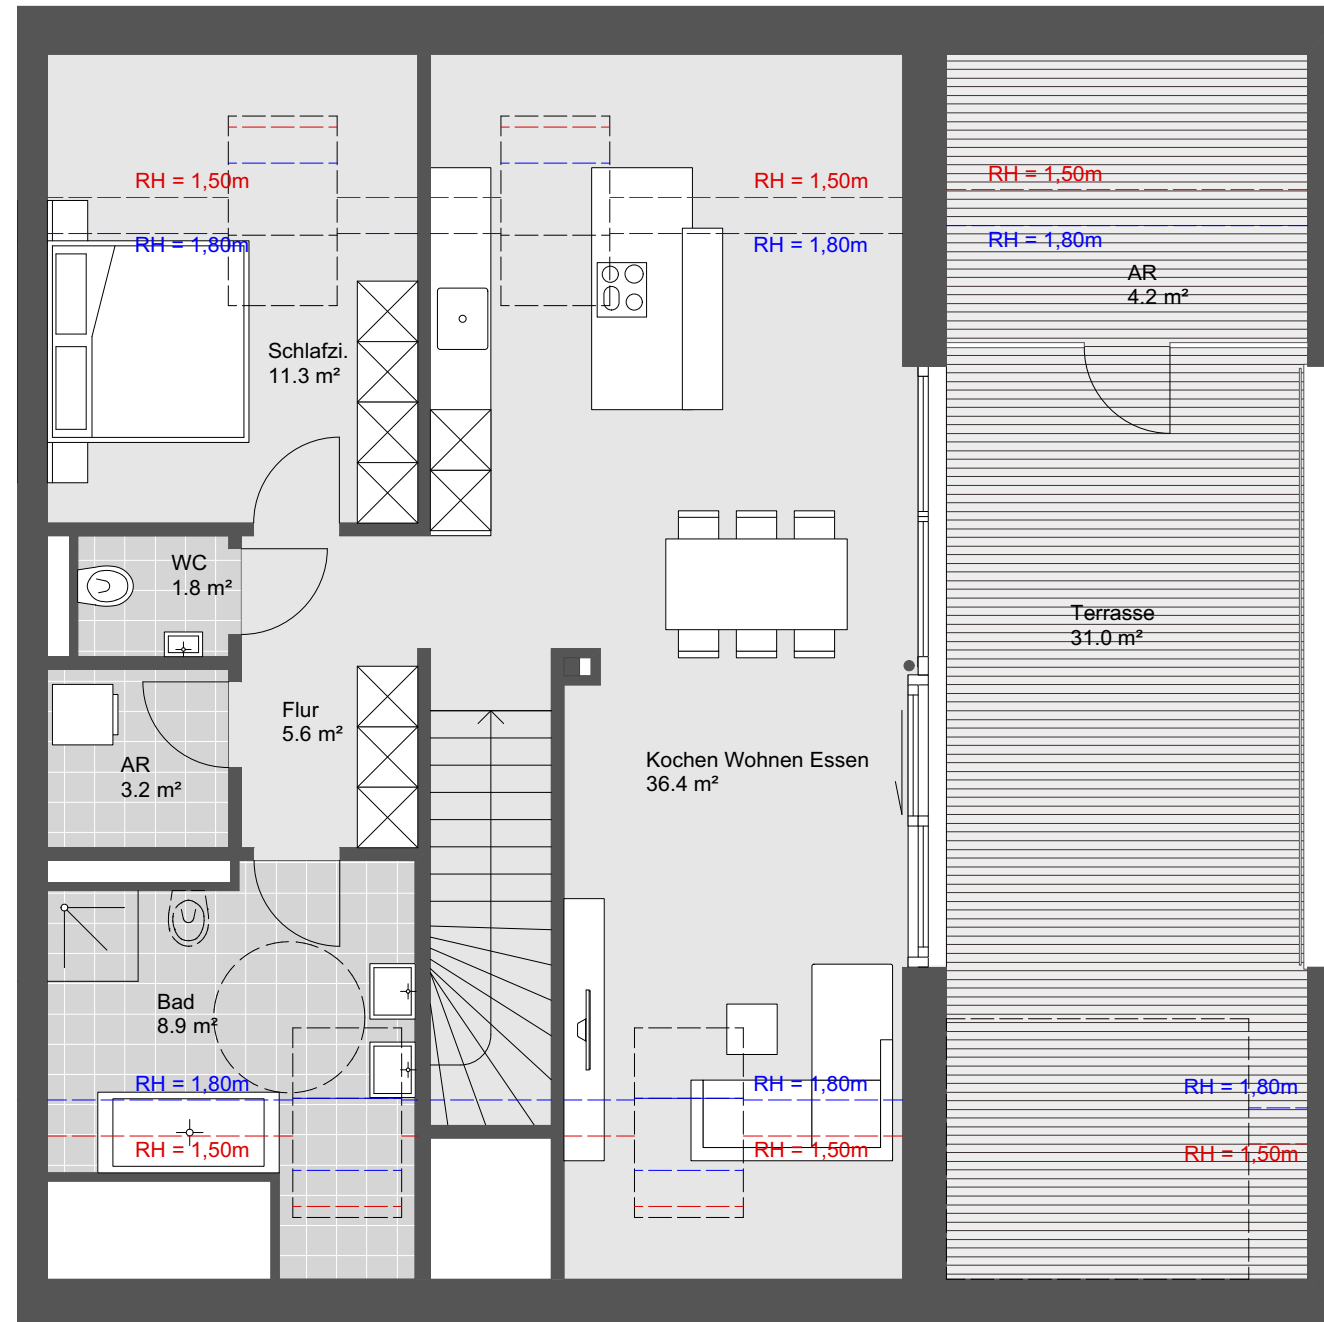 RH = 1,50m
RH = 1,50m
RH = 1,50m
RH = 1,80m
RH = 1,80m
RH = 1,80m
AR
4.2 m²
Schlafzi.
11.3 m²
WC
1.8 m²
Terrasse
31.0 m²
Flur
5.6 m²
AR
3.2 m²
Kochen Wohnen Essen
36.4 m²
Bad
8.9 m²
RH = 1,80m
RH = 1,80m
RH = 1,80m
RH = 1,50m
RH = 1,50m
RH = 1,50m